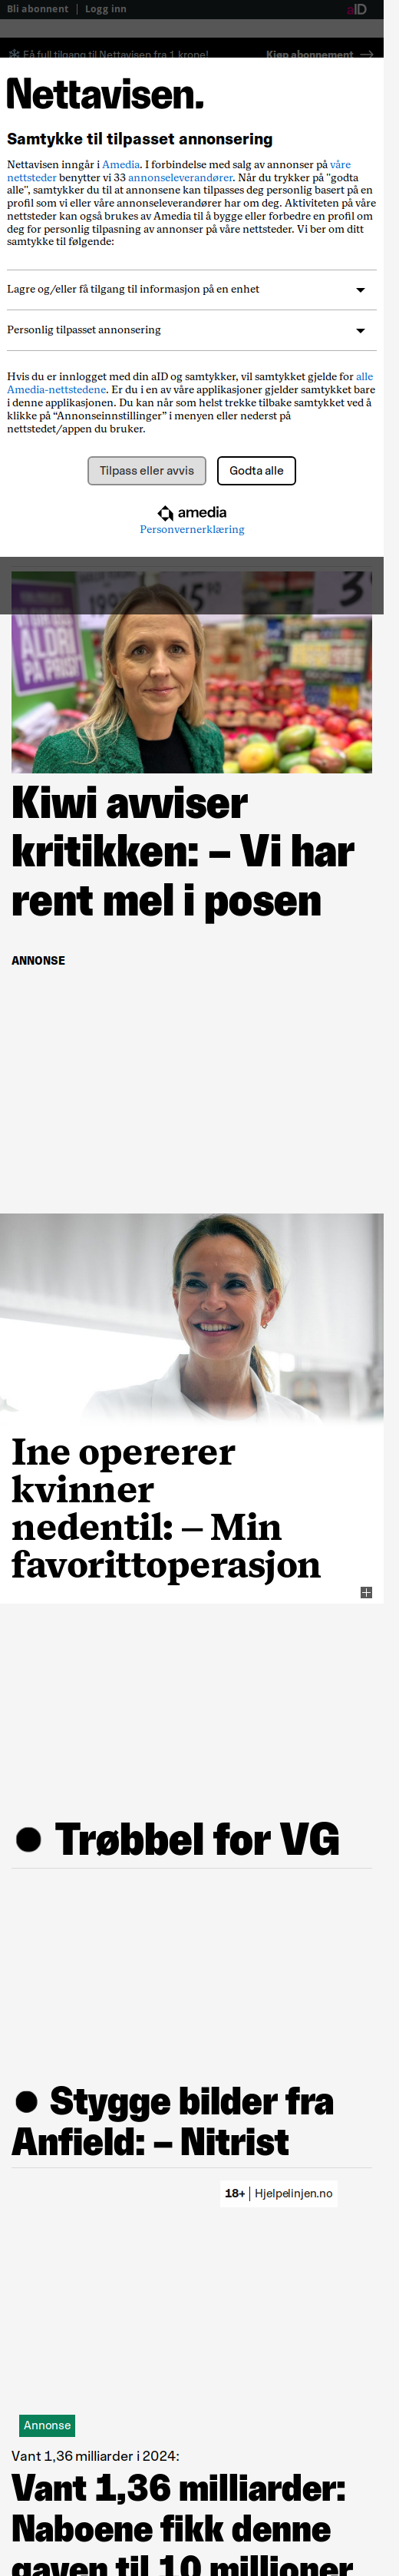 Bli abonnent | Logg inn aID
Få full tilgang til Nettavisen fra 1 krone! Kjøp abonnement →
Nettavisen.
Samtykke til tilpasset annonsering
Nettavisen inngår i Amedia. I forbindelse med salg av annonser på våre
nettsteder benytter vi 33 annonseleverandører. Når du trykker på "godta
alle", samtykker du til at annonsene kan tilpasses deg personlig basert på en
profil som vi eller våre annonseleverandører har om deg. Aktiviteten på våre
nettsteder kan også brukes av Amedia til å bygge eller forbedre en profil om
deg for personlig tilpasning av annonser på våre nettsteder. Vi ber om ditt
samtykke til følgende:
Lagre og/eller få tilgang til informasjon på en enhet
Personlig tilpasset annonsering
Hvis du er innlogget med din aID og samtykker, vil samtykket gjelde for alle
Amedia-nettstedene. Er du i en av våre applikasjoner gjelder samtykket bare
i denne applikasjonen. Du kan når som helst trekke tilbake samtykket ved å
klikke på “Annonseinnstillinger” i menyen eller nederst på
nettstedet/appen du bruker.
Tilpass eller avvis
Godta alle
amedia
Personvernerklæring
ALDRI
PÅ PRIS
Kiwi avviser
kritikken: – Vi har
rent mel i posen
ANNONSE
Ine opererer
kvinner
nedentil: – Min
favorittoperasjon
● Trøbbel for VG
● Stygge bilder fra
Anfield: – Nitrist
18+ | Hjelpelinjen.no
Annonse
Vant 1,36 milliarder i 2024:
Vant 1,36 milliarder:
Naboene fikk denne
gaven til 10 millioner